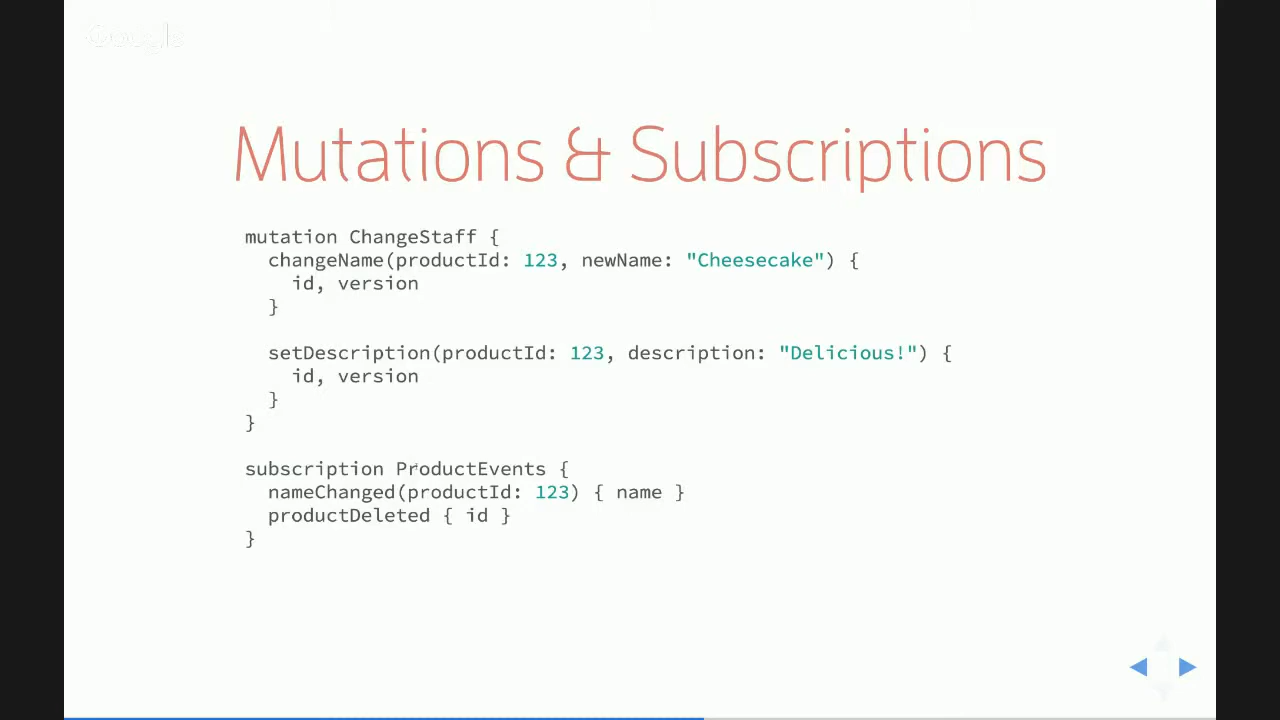 Google
Mutations & Subscriptions
mutation ChangeStaff {
  changeName(productId: 123, newName: "Cheesecake") {
    id, version
  }

  setDescription(productId: 123, description: "Delicious!") {
    id, version
  }
}

subscription ProductEvents {
  nameChanged(productId: 123) { name }
  productDeleted { id }
}